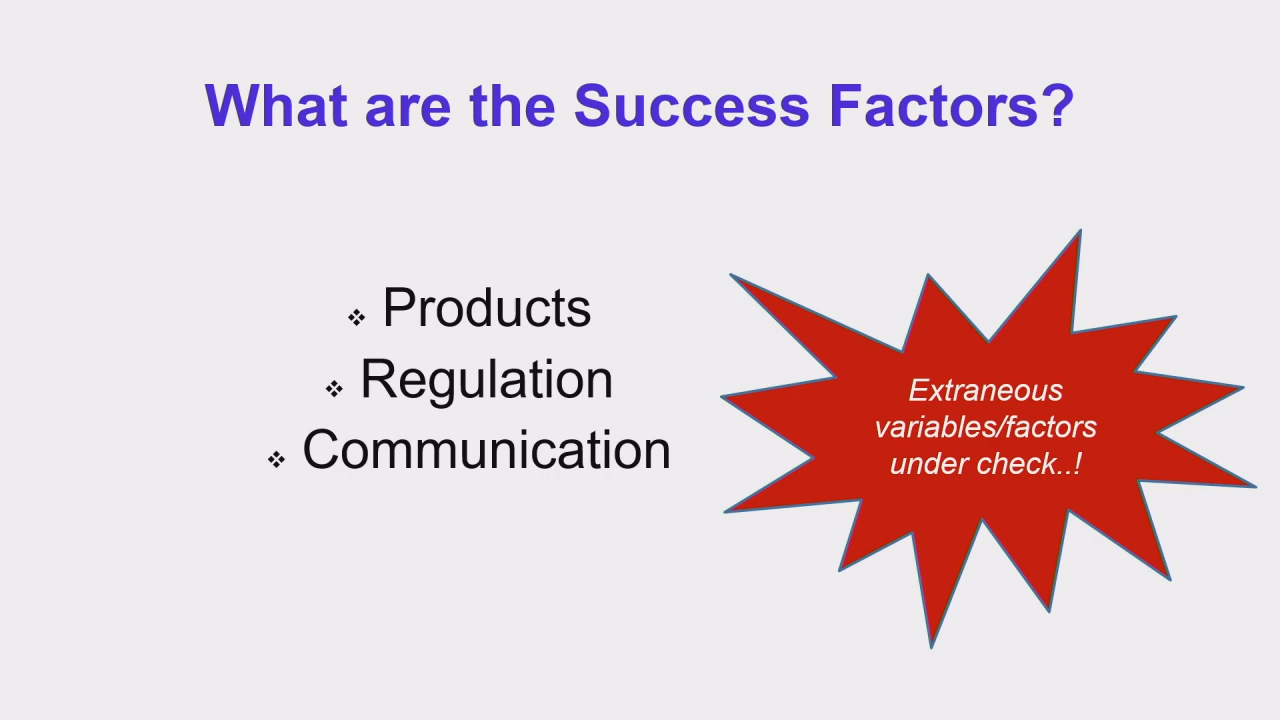 What are the Success Factors?
❖ Products
❖ Regulation
❖ Communication
Extraneous
variables/factors
under check..!